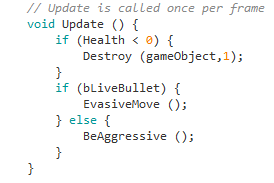 // Update is called once per frame
void Update () {
    if (Health < 0) {
        Destroy (gameObject,1);
    }
    if (bLiveBullet) {
        EvasiveMove ();
    } else {
        BeAggressive ();
    }
}